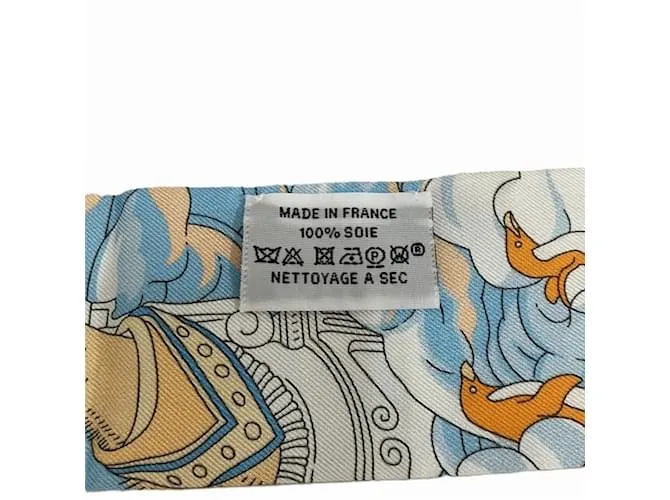 MADE IN FRANCE
100% SOIE
P ®
NETTOYAGE A SEC